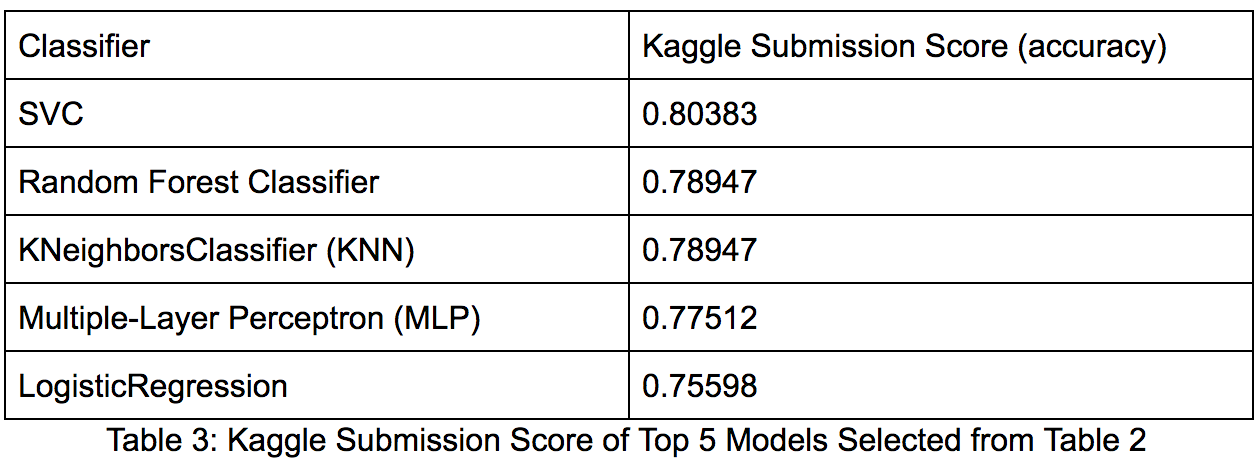 Classifier Kaggle Submission Score (accuracy)
SVC 0.80383
Random Forest Classifier 0.78947
KNeighborsClassifier (KNN) 0.78947
Multiple-Layer Perceptron (MLP) 0.77512
LogisticRegression 0.75598
Table 3: Kaggle Submission Score of Top 5 Models Selected from Table 2